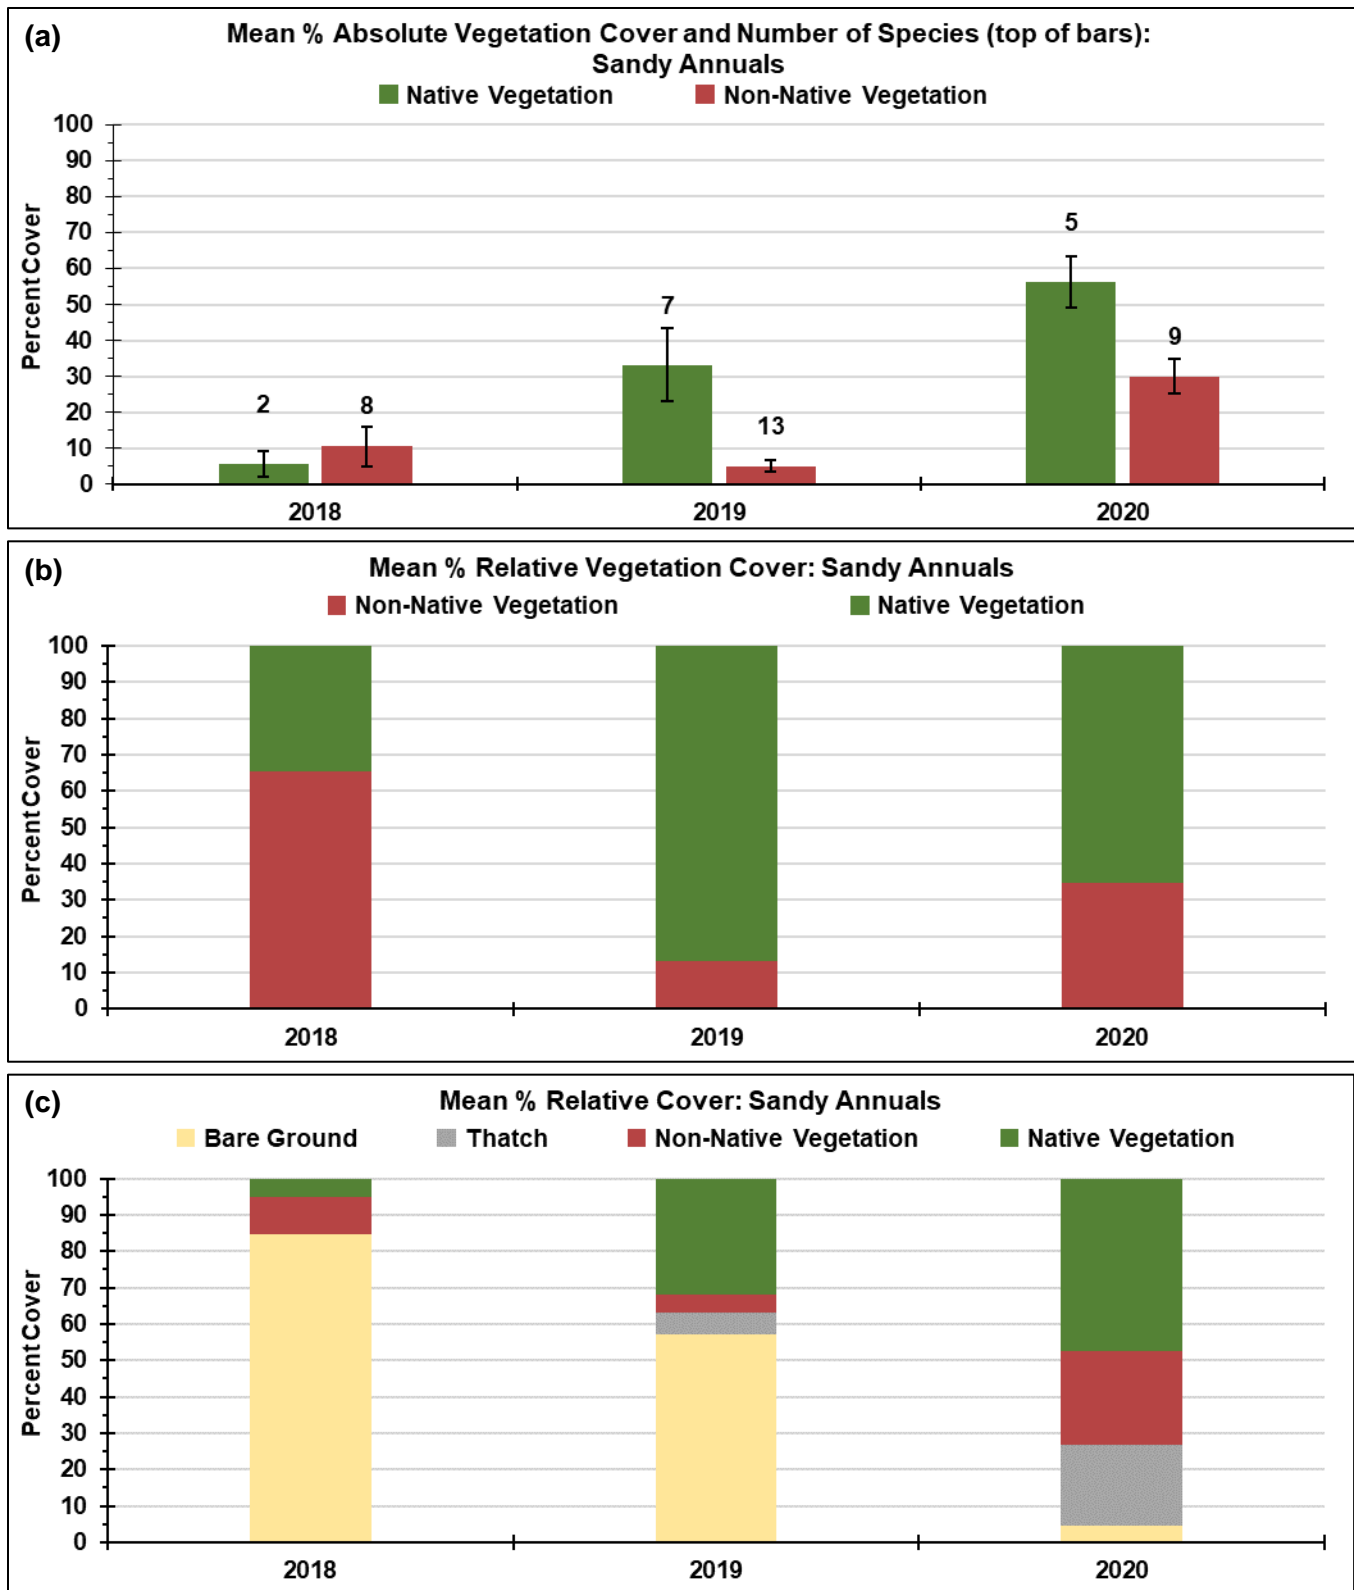 (a)
Mean % Absolute Vegetation Cover and Number of Species (top of bars):
Sandy Annuals
Native Vegetation Non-Native Vegetation
Percent Cover
100
90
80
70
60
50
40
30
20
10
0
2 8 7 13 5 9
2018 2019 2020
(b)
Mean % Relative Vegetation Cover: Sandy Annuals
Non-Native Vegetation Native Vegetation
Percent Cover
100
90
80
70
60
50
40
30
20
10
0
2018 2019 2020
(c)
Mean % Relative Cover: Sandy Annuals
Bare Ground Thatch Non-Native Vegetation Native Vegetation
Percent Cover
100
90
80
70
60
50
40
30
20
10
0
2018 2019 2020